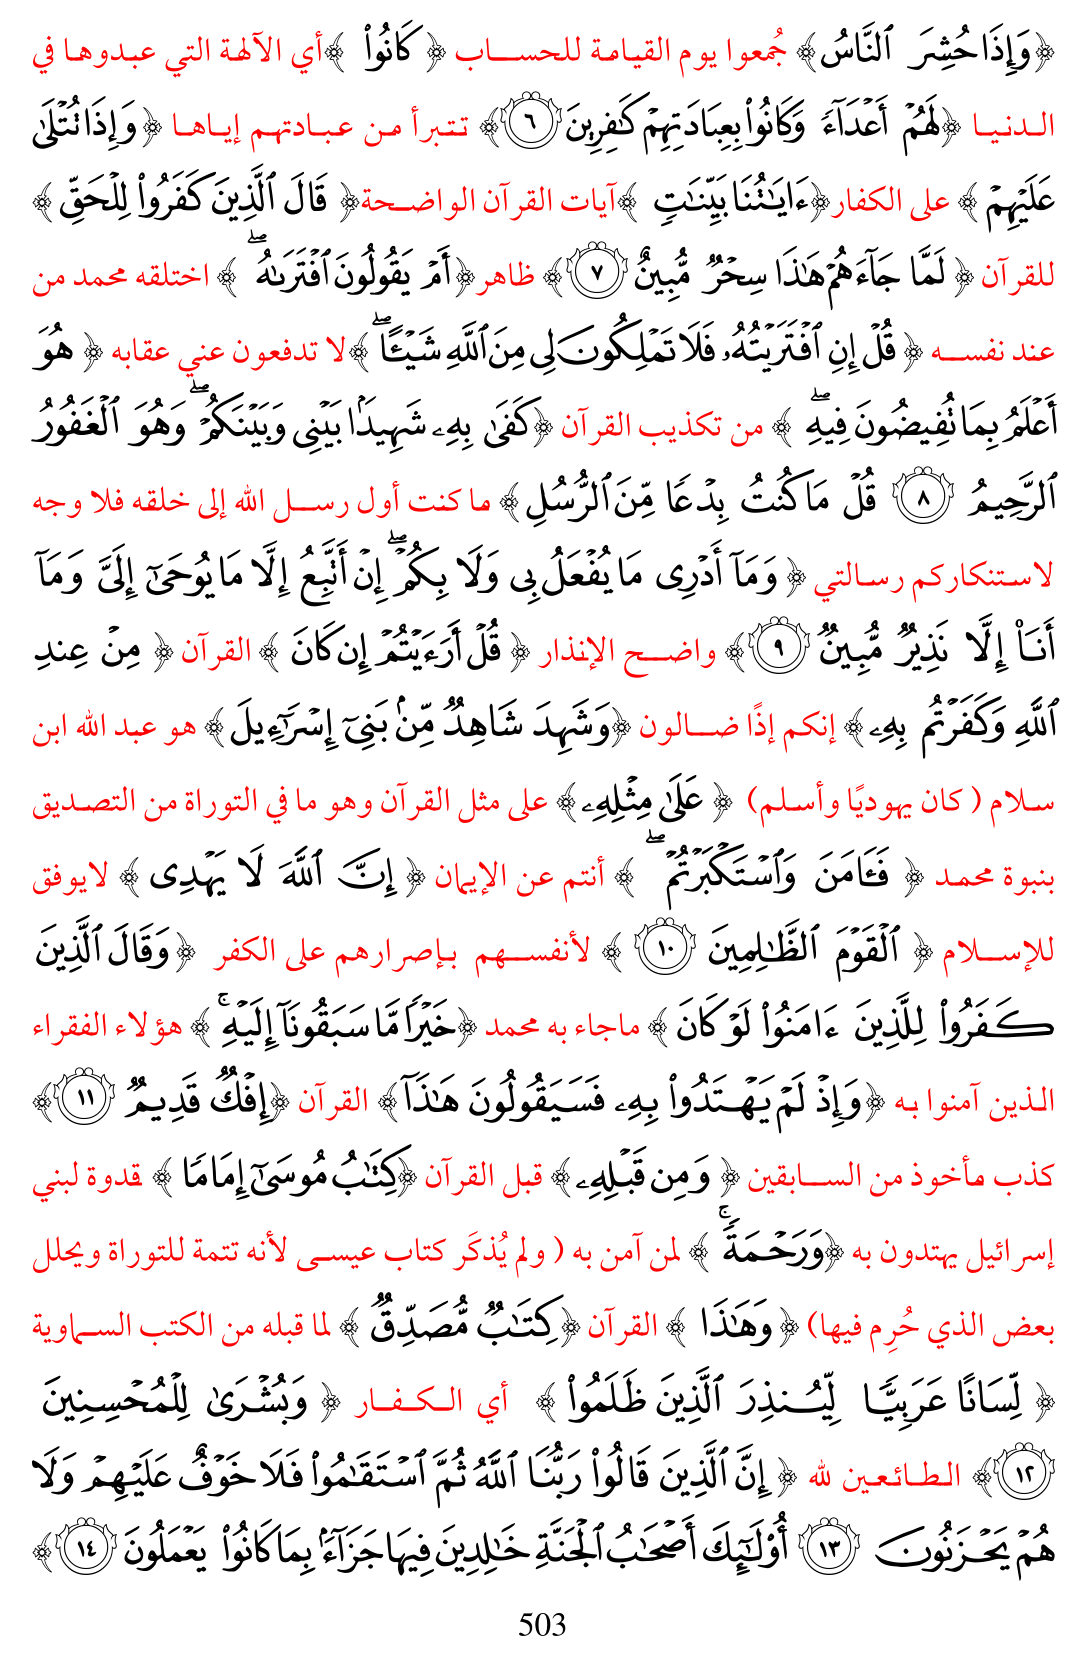 ﴿وَإِذَا حُشِرَ ٱلنَّاسُ﴾ جُمعوا يوم القيامة للحساب ﴿كَانُوا۟﴾ أي الآلهة التي عبدوها في
الدنيا ﴿لَهُمْ أَعْدَآءً وَكَانُوا۟ بِعِبَادَتِهِمْ كَٰفِرِينَ ٦﴾ تتبرأ من عبادتهم إياها ﴿وَإِذَا تُتْلَىٰ
عَلَيْهِمْ﴾ على الكفار ﴿ءَايَٰتُنَا بَيِّنَٰتٍ﴾ آيات القرآن الواضحة ﴿قَالَ ٱلَّذِينَ كَفَرُوا۟ لِلْحَقِّ﴾
للقرآن ﴿لَمَّا جَآءَهُمْ هَٰذَا سِحْرٌ مُّبِينٌ ٧﴾ ظاهر ﴿أَمْ يَقُولُونَ ٱفْتَرَىٰهُ ۖ﴾ اختلقه محمد من
عند نفسه ﴿قُلْ إِنِ ٱفْتَرَيْتُهُۥ فَلَا تَمْلِكُونَ لِى مِنَ ٱللَّهِ شَيْـًٔا ۖ﴾ لا تدفعون عني عقابه ﴿هُوَ
أَعْلَمُ بِمَا تُفِيضُونَ فِيهِ ۖ﴾ من تكذيب القرآن ﴿كَفَىٰ بِهِۦ شَهِيدًۢا بَيْنِى وَبَيْنَكُمْ ۖ وَهُوَ ٱلْغَفُورُ
ٱلرَّحِيمُ ٨ قُلْ مَا كُنتُ بِدْعًا مِّنَ ٱلرُّسُلِ﴾ ما كنت أول رسل الله إلى خلقه فلا وجه
لاستنكاركم رسالتي ﴿وَمَآ أَدْرِى مَا يُفْعَلُ بِى وَلَا بِكُمْ ۖ إِنْ أَتَّبِعُ إِلَّا مَا يُوحَىٰٓ إِلَىَّ وَمَآ
أَنَا۠ إِلَّا نَذِيرٌ مُّبِينٌ ٩﴾ واضح الإنذار ﴿قُلْ أَرَءَيْتُمْ إِن كَانَ﴾ القرآن ﴿مِنْ عِندِ
ٱللَّهِ وَكَفَرْتُم بِهِۦ﴾ إنكم إذًا ضالون ﴿وَشَهِدَ شَاهِدٌ مِّنۢ بَنِىٓ إِسْرَٰٓءِيلَ﴾ هو عبد الله ابن
سلام ( كان يهوديًا وأسلم) ﴿عَلَىٰ مِثْلِهِۦ﴾ على مثل القرآن وهو ما في التوراة من التصديق
بنبوة محمد ﴿فَـَٔامَنَ وَٱسْتَكْبَرْتُمْ ۖ﴾ أنتم عن الإيمان ﴿إِنَّ ٱللَّهَ لَا يَهْدِى﴾ لايوفق
للإسلام ﴿ٱلْقَوْمَ ٱلظَّٰلِمِينَ ١٠﴾ لأنفسهم بإصرارهم على الكفر ﴿وَقَالَ ٱلَّذِينَ
كَفَرُوا۟ لِلَّذِينَ ءَامَنُوا۟ لَوْ كَانَ﴾ ماجاء به محمد ﴿خَيْرًا مَّا سَبَقُونَآ إِلَيْهِ ۚ﴾ هؤلاء الفقراء
الذين آمنوا به ﴿وَإِذْ لَمْ يَهْتَدُوا۟ بِهِۦ فَسَيَقُولُونَ هَٰذَآ﴾ القرآن ﴿إِفْكٌ قَدِيمٌ ١١﴾
كذب مأخوذ من السابقين ﴿وَمِن قَبْلِهِۦ﴾ قبل القرآن ﴿كِتَٰبُ مُوسَىٰٓ إِمَامًا﴾ قدوة لبني
إسرائيل يهتدون به ﴿وَرَحْمَةً ۚ﴾ لمن آمن به ( ولم يُذكَر كتاب عيسى لأنه تتمة للتوراة ويحلل
بعض الذي حُرِم فيها) ﴿وَهَٰذَا﴾ القرآن ﴿كِتَٰبٌ مُّصَدِّقٌ﴾ لما قبله من الكتب السماوية
﴿لِّسَانًا عَرَبِيًّا لِّيُنذِرَ ٱلَّذِينَ ظَلَمُوا۟﴾ أي الكفار ﴿وَبُشْرَىٰ لِلْمُحْسِنِينَ
١٢﴾ الطائعين لله ﴿إِنَّ ٱلَّذِينَ قَالُوا۟ رَبُّنَا ٱللَّهُ ثُمَّ ٱسْتَقَٰمُوا۟ فَلَا خَوْفٌ عَلَيْهِمْ وَلَا
هُمْ يَحْزَنُونَ ١٣ أُو۟لَٰٓئِكَ أَصْحَٰبُ ٱلْجَنَّةِ خَٰلِدِينَ فِيهَا جَزَآءًۢ بِمَا كَانُوا۟ يَعْمَلُونَ ١٤﴾
503